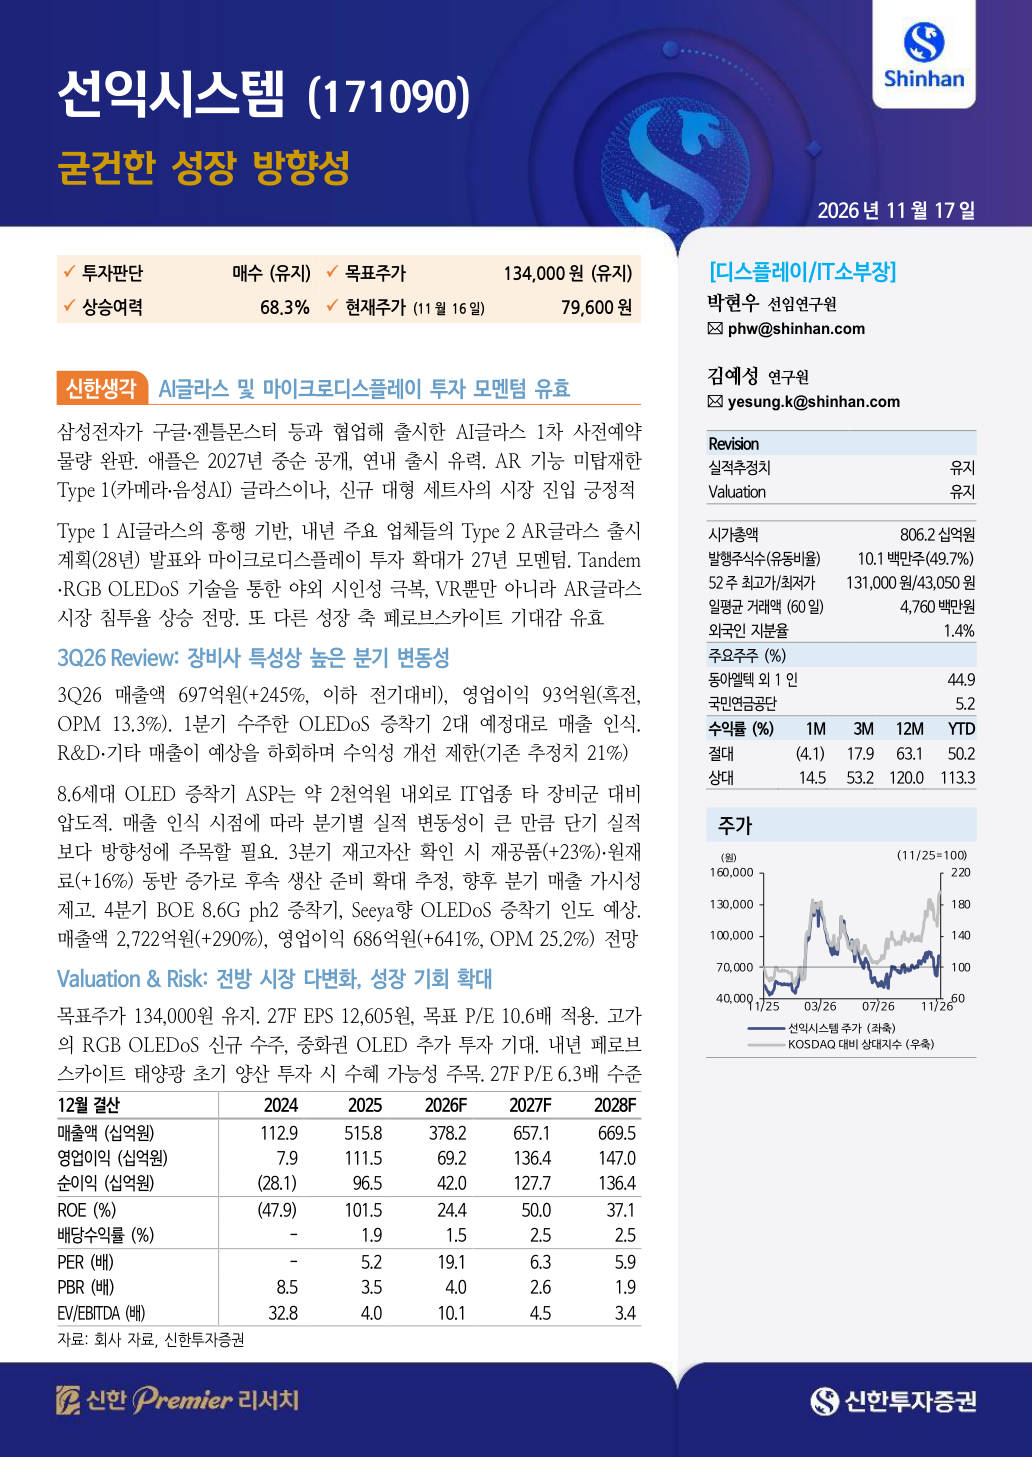 선익시스템 (171090)
굳건한 성장 방향성
Shinhan
2026년 11월 17일
✓ 투자판단 매수 (유지) ✓ 목표주가 134,000원 (유지)
✓ 상승여력 68.3% ✓ 현재주가 (11월 16일) 79,600원
신한생각 AI글라스 및 마이크로디스플레이 투자 모멘텀 유효
삼성전자가 구글·젠틀몬스터 등과 협업해 출시한 AI글라스 1차 사전예약
물량 완판. 애플은 2027년 중순 공개, 연내 출시 유력. AR 기능 미탑재한
Type 1(카메라·음성AI) 글라스이나, 신규 대형 세트사의 시장 진입 긍정적
Type 1 AI글라스의 흥행 기반, 내년 주요 업체들의 Type 2 AR글라스 출시
계획(28년) 발표와 마이크로디스플레이 투자 확대가 27년 모멘텀. Tandem
·RGB OLEDoS 기술을 통한 야외 시인성 극복, VR뿐만 아니라 AR글라스
시장 침투율 상승 전망. 또 다른 성장 축 페로브스카이트 기대감 유효
3Q26 Review: 장비사 특성상 높은 분기 변동성
3Q26 매출액 697억원(+245%, 이하 전기대비), 영업이익 93억원(흑전,
OPM 13.3%). 1분기 수주한 OLEDoS 증착기 2대 예정대로 매출 인식.
R&D·기타 매출이 예상을 하회하며 수익성 개선 제한(기존 추정치 21%)
8.6세대 OLED 증착기 ASP는 약 2천억원 내외로 IT업종 타 장비군 대비
압도적. 매출 인식 시점에 따라 분기별 실적 변동성이 큰 만큼 단기 실적
보다 방향성에 주목할 필요. 3분기 재고자산 확인 시 재공품(+23%)·원재
료(+16%) 동반 증가로 후속 생산 준비 확대 추정, 향후 분기 매출 가시성
제고. 4분기 BOE 8.6G ph2 증착기, Seeya향 OLEDoS 증착기 인도 예상.
매출액 2,722억원(+290%), 영업이익 686억원(+641%, OPM 25.2%) 전망
Valuation & Risk: 전방 시장 다변화, 성장 기회 확대
목표주가 134,000원 유지. 27F EPS 12,605원, 목표 P/E 10.6배 적용. 고가
의 RGB OLEDoS 신규 수주, 중화권 OLED 추가 투자 기대. 내년 페로브
스카이트 태양광 초기 양산 투자 시 수혜 가능성 주목. 27F P/E 6.3배 수준
12월 결산 2024 2025 2026F 2027F 2028F
매출액 (십억원) 112.9 515.8 378.2 657.1 669.5
영업이익 (십억원) 7.9 111.5 69.2 136.4 147.0
순이익 (십억원) (28.1) 96.5 42.0 127.7 136.4
ROE (%) (47.9) 101.5 24.4 50.0 37.1
배당수익률 (%) – 1.9 1.5 2.5 2.5
PER (배) – 5.2 19.1 6.3 5.9
PBR (배) 8.5 3.5 4.0 2.6 1.9
EV/EBITDA (배) 32.8 4.0 10.1 4.5 3.4
자료: 회사 자료, 신한투자증권
[디스플레이/IT소부장]
박현우 선임연구원
✉ phw@shinhan.com
김예성 연구원
✉ yesung.k@shinhan.com
Revision
실적추정치 유지
Valuation 유지
시가총액 806.2 십억원
발행주식수(유동비율) 10.1 백만주(49.7%)
52주 최고가/최저가 131,000 원/43,050 원
일평균 거래액 (60일) 4,760 백만원
외국인 지분율 1.4%
주요주주 (%)
동아엘텍 외 1 인 44.9
국민연금공단 5.2
수익률 (%) 1M 3M 12M YTD
절대 (4.1) 17.9 63.1 50.2
상대 14.5 53.2 120.0 113.3
주가
(원) (11/25=100)
160,000 220
130,000 180
100,000 140
70,000 100
40,000 60
11/25 03/26 07/26 11/26
선익시스템 주가 (좌축)
KOSDAQ 대비 상대지수 (우축)
신한 Premier 리서치
신한투자증권